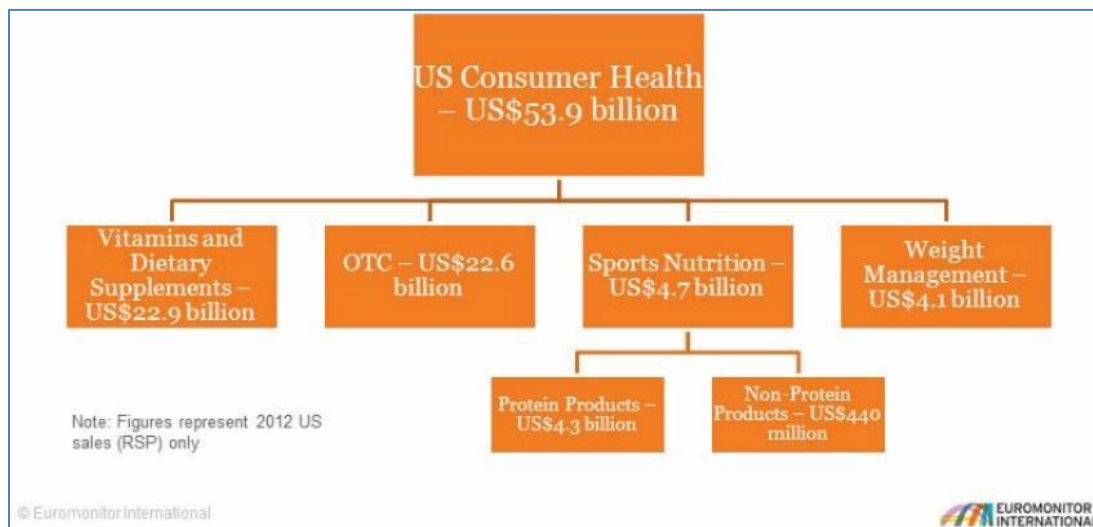 US Consumer Health
– US$53.9 billion
Vitamins and
Dietary
Supplements –
US$22.9 billion
OTC – US$22.6
billion
Sports Nutrition –
US$4.7 billion
Weight
Management –
US$4.1 billion
Protein Products –
US$4.3 billion
Non-Protein
Products – US$440
million
Note: Figures represent 2012 US
sales (RSP) only
© Euromonitor International
EUROMONITOR
INTERNATIONAL